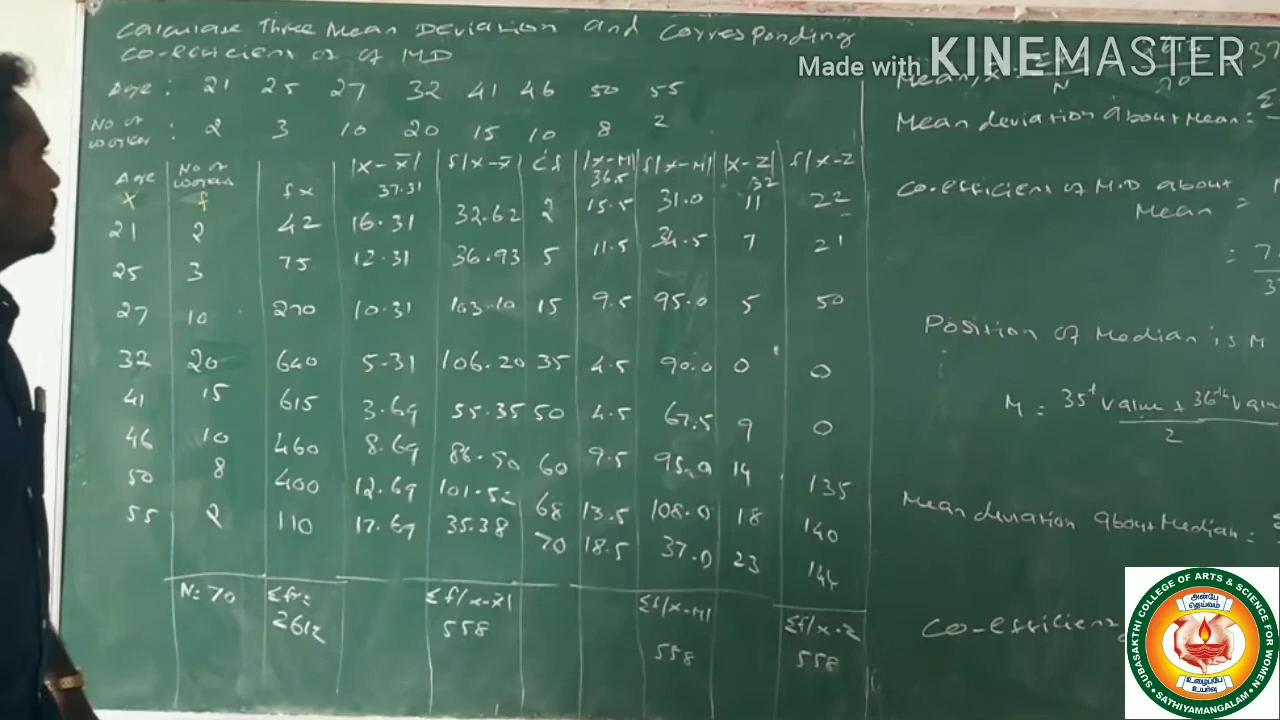 Calculate Three Mean Deviation and Corresponding
Co-efficient of of MD
Age : 21 25 27 32 41 46 50 55
No of worker : 2 3 10 20 15 10 8 2
Age X | No of workers f | fx | |X-X̄| 37.31 | f|X-X̄| | Cf | |X-M| 36.5 | f|X-M| | |X-Z| 32 | f|X-Z
21 2 42 16.31 32.62 2 15.5 31.0 11 22
25 3 75 12.31 36.93 5 11.5 34.5 7 21
27 10 270 10.31 103.10 15 9.5 95.0 5 50
32 20 640 5.31 106.20 35 4.5 90.0 0 0
41 15 615 3.69 55.35 50 4.5 67.5 9 0
46 10 460 8.69 86.90 60 9.5 95.0 14 135
50 8 400 12.69 101.52 68 13.5 108.0 18 140
55 2 110 17.69 35.38 70 18.5 37.0 23 144
N: 70 Σfx: 2612 Σf|X-X̄| 558 Σf|X-M| 558 Σf|X-Z 558
Made with KINEMASTER
Mean, X̄
N 70
Mean deviation about Mean =
Co-efficient of M.D about Mean =
=
Position of Median is M
M = 35th Value + 36th Value
2
Mean deviation about Median =
Co-efficient
SUBASAKTHI COLLEGE OF ARTS & SCIENCE FOR WOMEN
அன்பே தெய்வம்
உழைப்பே உயர்வு
SATHIYAMANGALAM